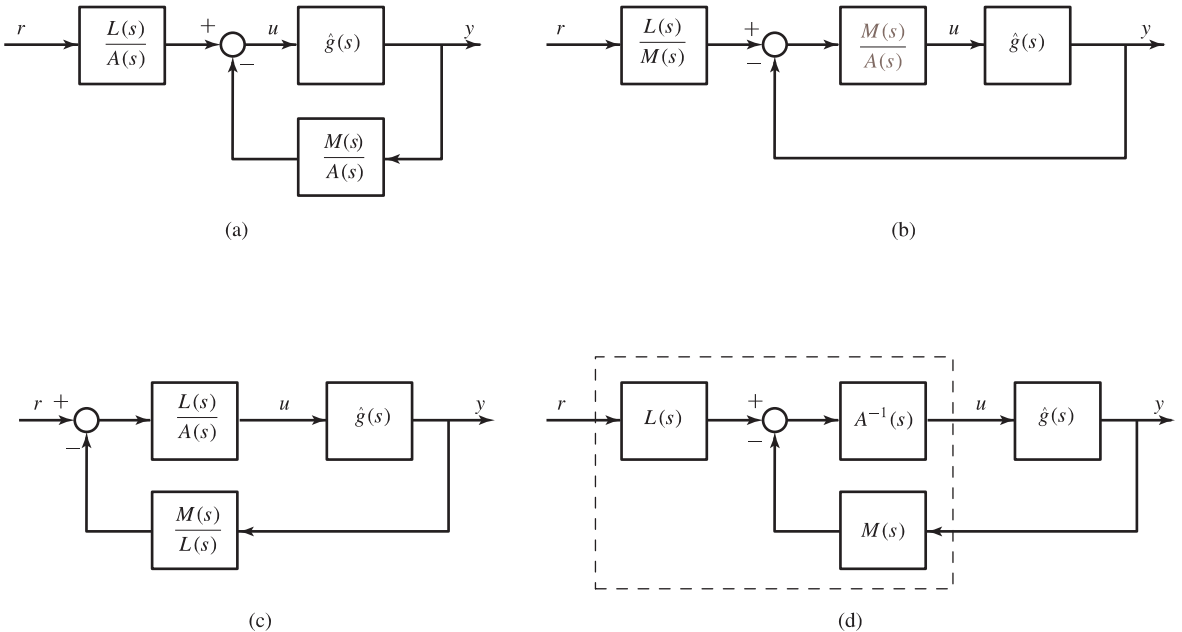 r
L(s)
A(s)
+
−
u
ĝ(s)
y
M(s)
A(s)
(a)
r
L(s)
M(s)
+
−
M(s)
A(s)
u
ĝ(s)
y
(b)
r
+
−
L(s)
A(s)
u
ĝ(s)
y
M(s)
L(s)
(c)
r
L(s)
+
−
A⁻¹(s)
u
ĝ(s)
y
M(s)
(d)